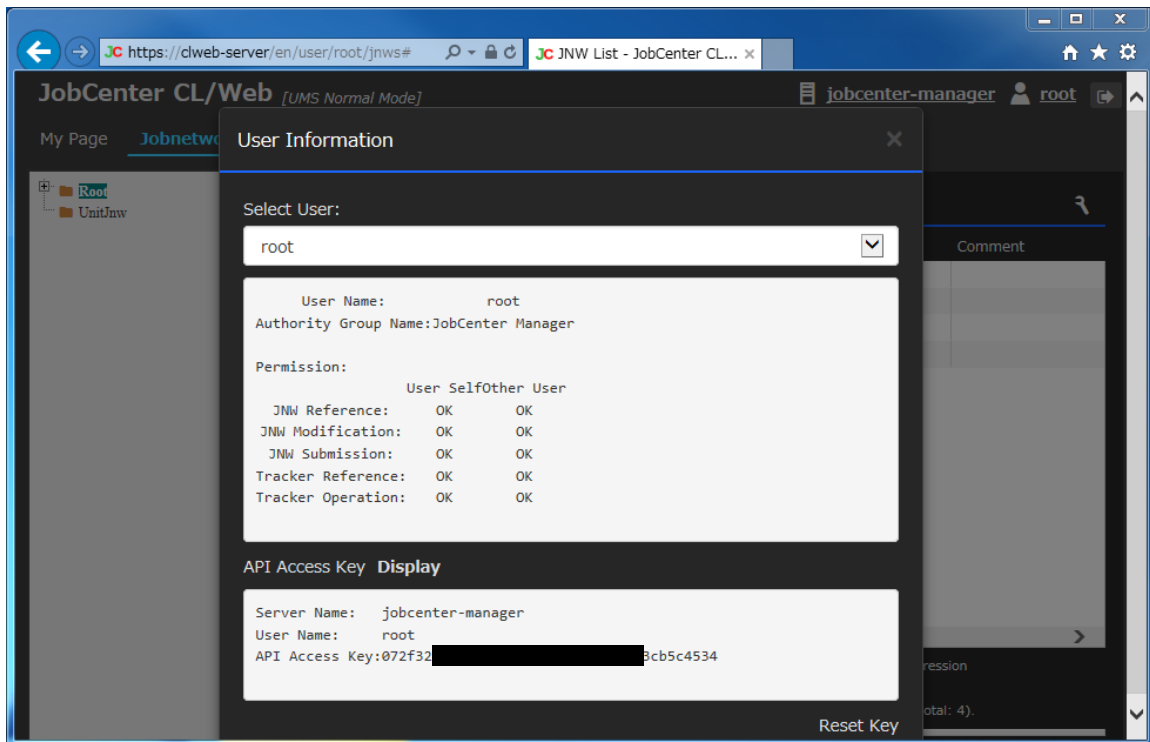 https://clweb-server/en/user/root/jnws#
JC JNW List - JobCenter CL...
JobCenter CL/Web [UMS Normal Mode]
jobcenter-manager root
My Page Jobnetwo
User Information
Root
UnitJnw
Select User:
root
Comment
User Name: root
Authority Group Name:JobCenter Manager
Permission:
User SelfOther User
JNW Reference: OK OK
JNW Modification: OK OK
JNW Submission: OK OK
Tracker Reference: OK OK
Tracker Operation: OK OK
API Access Key Display
Server Name: jobcenter-manager
User Name: root
API Access Key:072f32 3cb5c4534
ression
otal: 4).
Reset Key